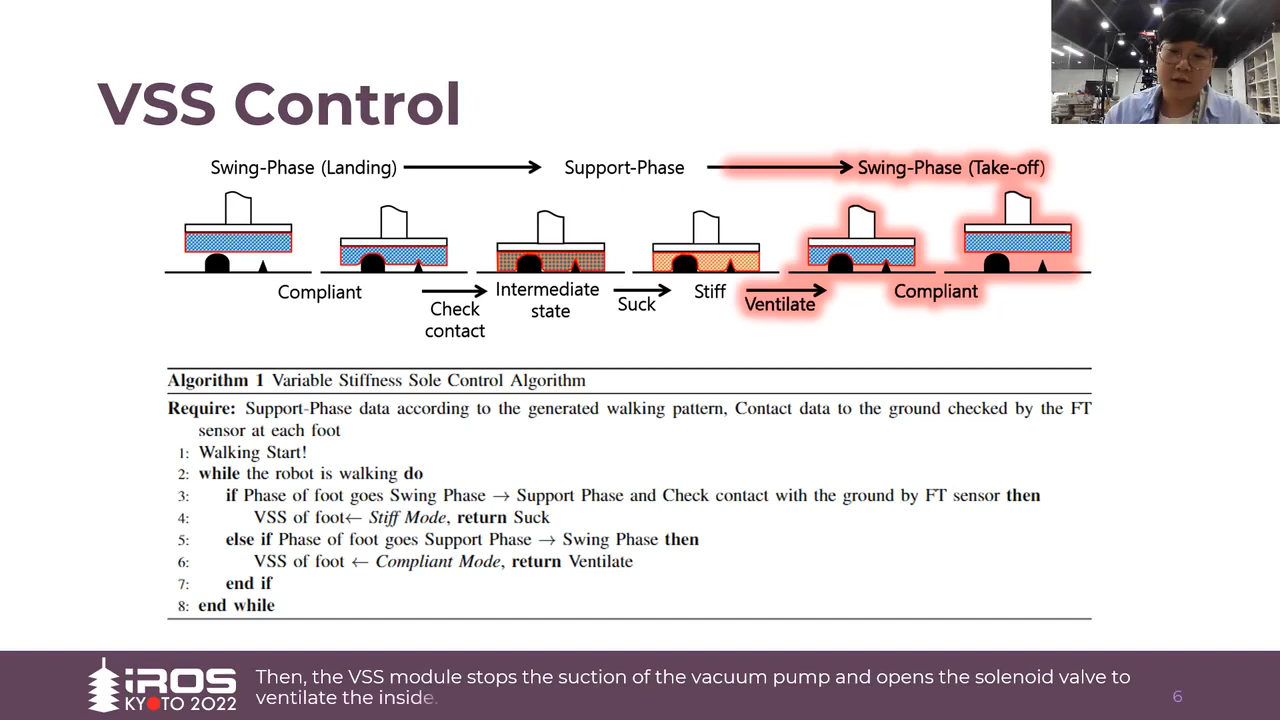 VSS Control
Swing-Phase (Landing)
Support-Phase
Swing-Phase (Take-off)
Compliant
Check
contact
Intermediate
state
Suck
Stiff
Ventilate
Compliant
Algorithm 1 Variable Stiffness Sole Control Algorithm
Require: Support-Phase data according to the generated walking pattern, Contact data to the ground checked by the FT
sensor at each foot
1: Walking Start!
2: while the robot is walking do
3: if Phase of foot goes Swing Phase → Support Phase and Check contact with the ground by FT sensor then
4: VSS of foot← Stiff Mode, return Suck
5: else if Phase of foot goes Support Phase → Swing Phase then
6: VSS of foot ← Compliant Mode, return Ventilate
7: end if
8: end while
iROS
KYOTO 2022
Then, the VSS module stops the suction of the vacuum pump and opens the solenoid valve to
ventilate the inside.
6